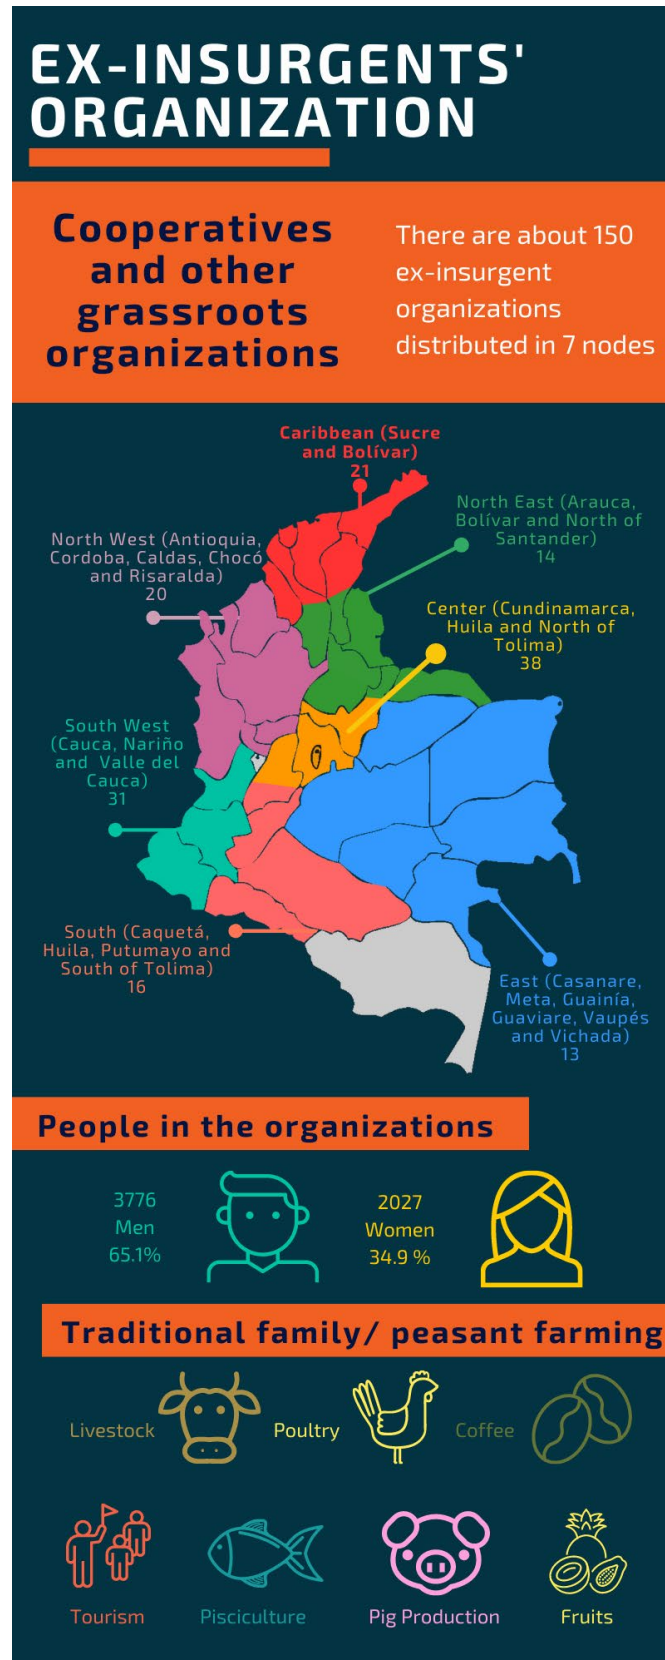 EX-INSURGENTS'
ORGANIZATION
Cooperatives
and other
grassroots
organizations
There are about 150
ex-insurgent
organizations
distributed in 7 nodes
Caribbean (Sucre
and Bolívar)
21
North East (Arauca,
Bolívar and North of
Santander)
14
North West (Antioquia,
Cordoba, Caldas, Chocó
and Risaralda)
20
Center (Cundinamarca,
Huila and North of
Tolima)
38
South West
(Cauca, Nariño
and Valle del
Cauca)
31
South (Caquetá,
Huila, Putumayo and
South of Tolima)
16
East (Casanare,
Meta, Guainía,
Guaviare, Vaupés
and Vichada)
13
People in the organizations
3776
Men
65.1%
2027
Women
34.9 %
Traditional family/ peasant farming
Livestock
Poultry
Coffee
Tourism
Pisciculture
Pig Production
Fruits